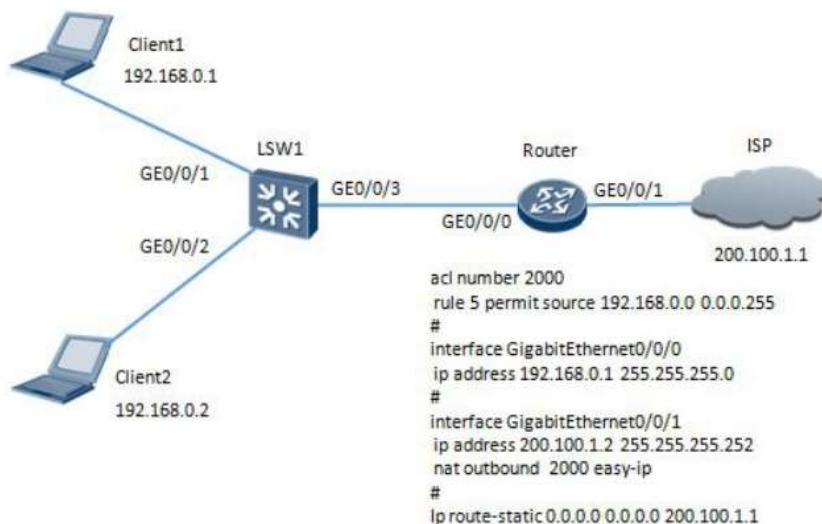 Client1
192.168.0.1
LSW1
Router
ISP
GE0/0/1
GE0/0/3
GE0/0/1
GE0/0/0
GE0/0/2
200.100.1.1
Client2
192.168.0.2
acl number 2000
rule 5 permit source 192.168.0.0 0.0.0.255
#
interface GigabitEthernet0/0/0
ip address 192.168.0.1 255.255.255.0
#
interface GigabitEthernet0/0/1
ip address 200.100.1.2 255.255.255.252
nat outbound 2000 easy-ip
#
Ip route-static 0.0.0.0 0.0.0.0 200.100.1.1